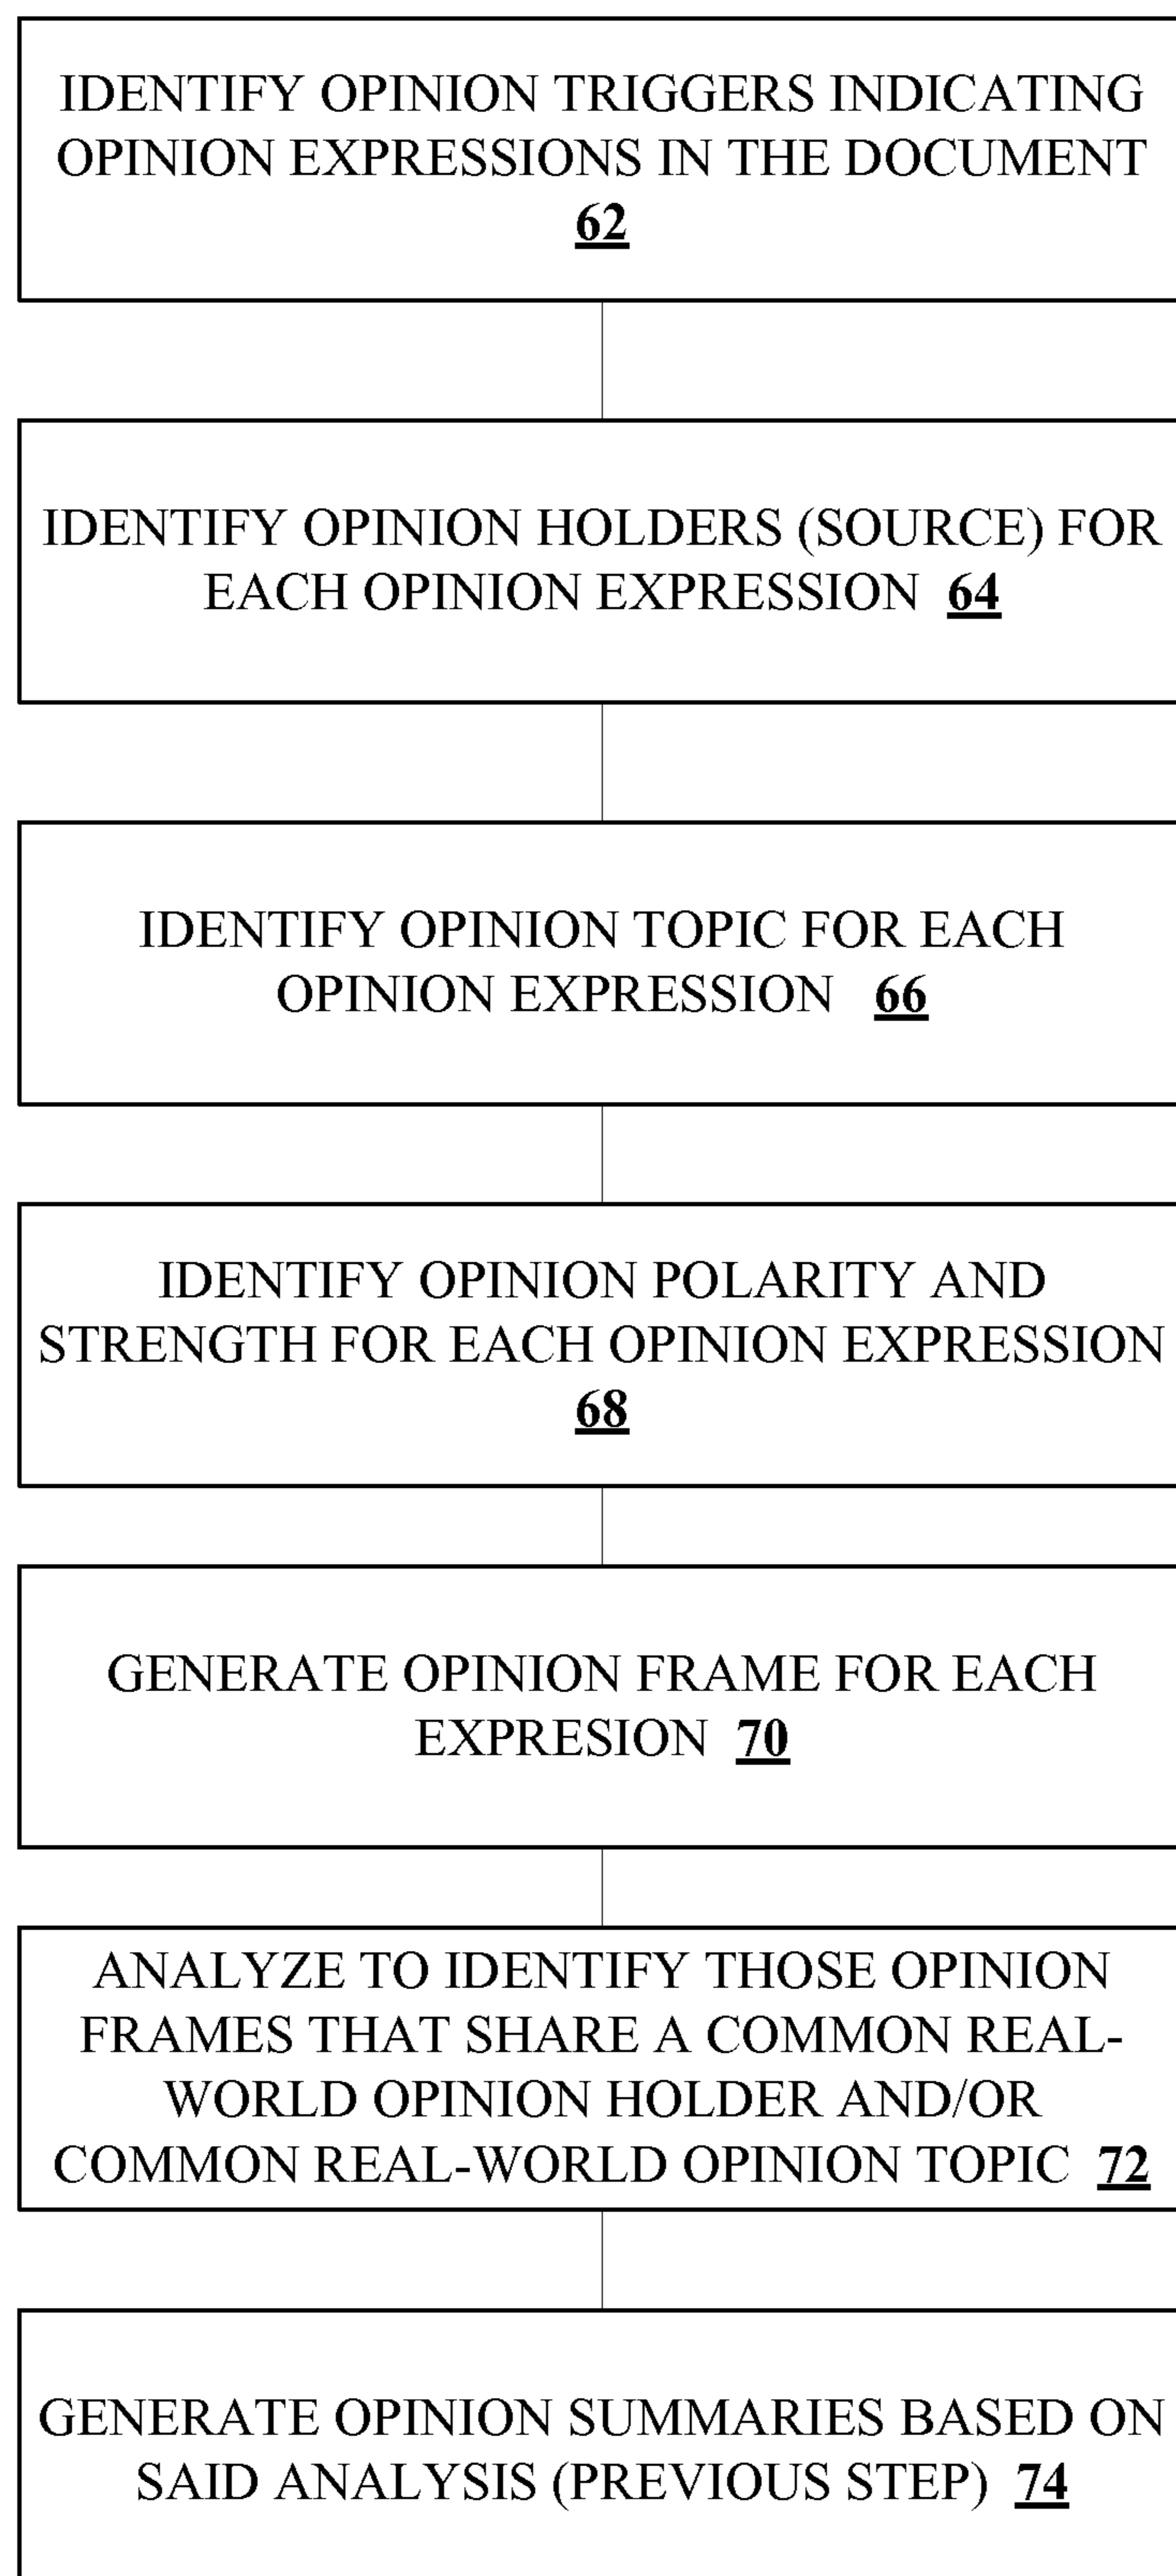 IDENTIFY OPINION TRIGGERS INDICATING
OPINION EXPRESSIONS IN THE DOCUMENT
62
IDENTIFY OPINION HOLDERS (SOURCE) FOR
EACH OPINION EXPRESSION 64
IDENTIFY OPINION TOPIC FOR EACH
OPINION EXPRESSION 66
IDENTIFY OPINION POLARITY AND
STRENGTH FOR EACH OPINION EXPRESSION
68
GENERATE OPINION FRAME FOR EACH
EXPRESION 70
ANALYZE TO IDENTIFY THOSE OPINION
FRAMES THAT SHARE A COMMON REAL-
WORLD OPINION HOLDER AND/OR
COMMON REAL-WORLD OPINION TOPIC 72
GENERATE OPINION SUMMARIES BASED ON
SAID ANALYSIS (PREVIOUS STEP) 74